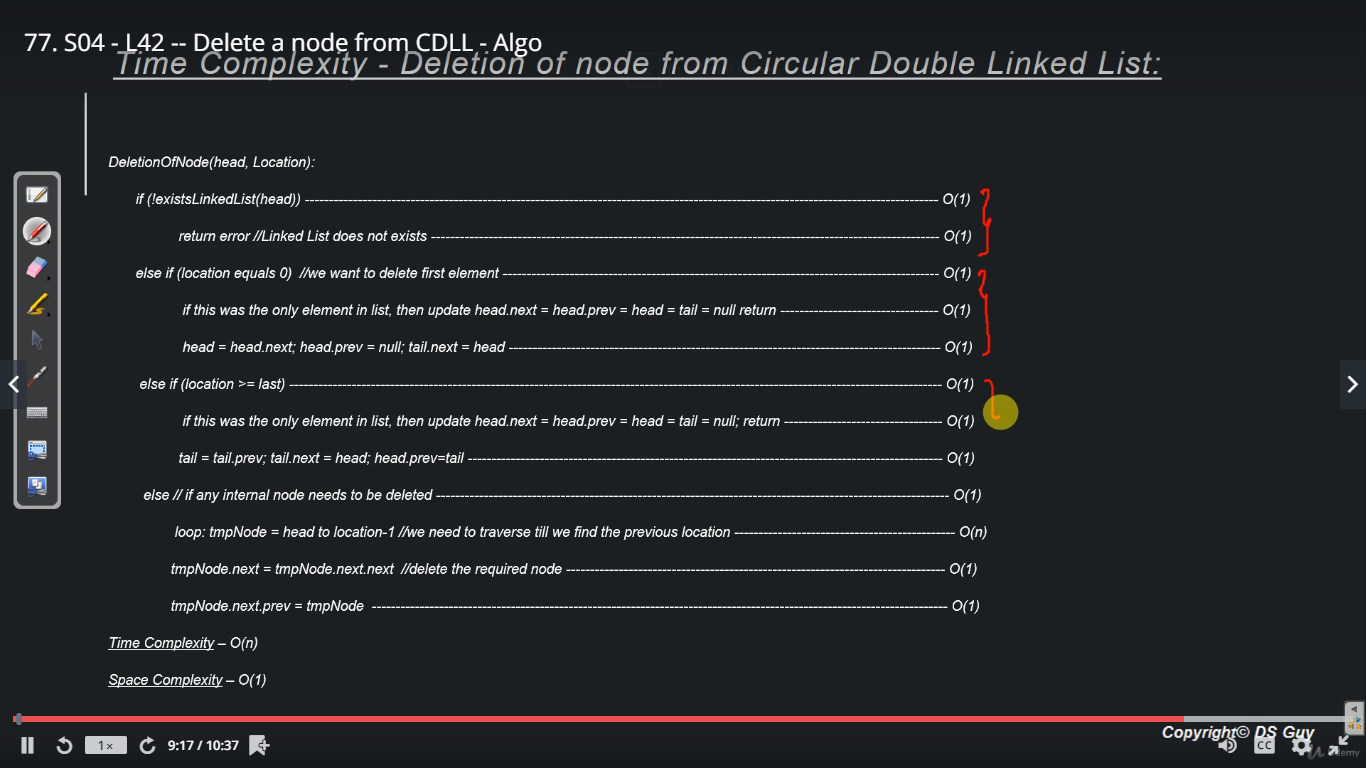 77. S04 - L42 -- Delete a node from CDLL - Algo
Time Complexity - Deletion of node from Circular Double Linked List:
DeletionOfNode(head, Location):
if (!existsLinkedList(head)) ---------- O(1)
return error //Linked List does not exists ---------- O(1)
else if (location equals 0) //we want to delete first element ---------- O(1)
if this was the only element in list, then update head.next = head.prev = head = tail = null return ---------- O(1)
head = head.next; head.prev = null; tail.next = head ---------- O(1)
else if (location >= last) ---------- O(1)
if this was the only element in list, then update head.next = head.prev = head = tail = null; return ---------- O(1)
tail = tail.prev; tail.next = head; head.prev=tail ---------- O(1)
else // if any internal node needs to be deleted ---------- O(1)
loop: tmpNode = head to location-1 //we need to traverse till we find the previous location ---------- O(n)
tmpNode.next = tmpNode.next.next //delete the required node ---------- O(1)
tmpNode.next.prev = tmpNode ---------- O(1)
Time Complexity – O(n)
Space Complexity – O(1)
Copyright© DS Guy
1× 9:17 / 10:37 CC